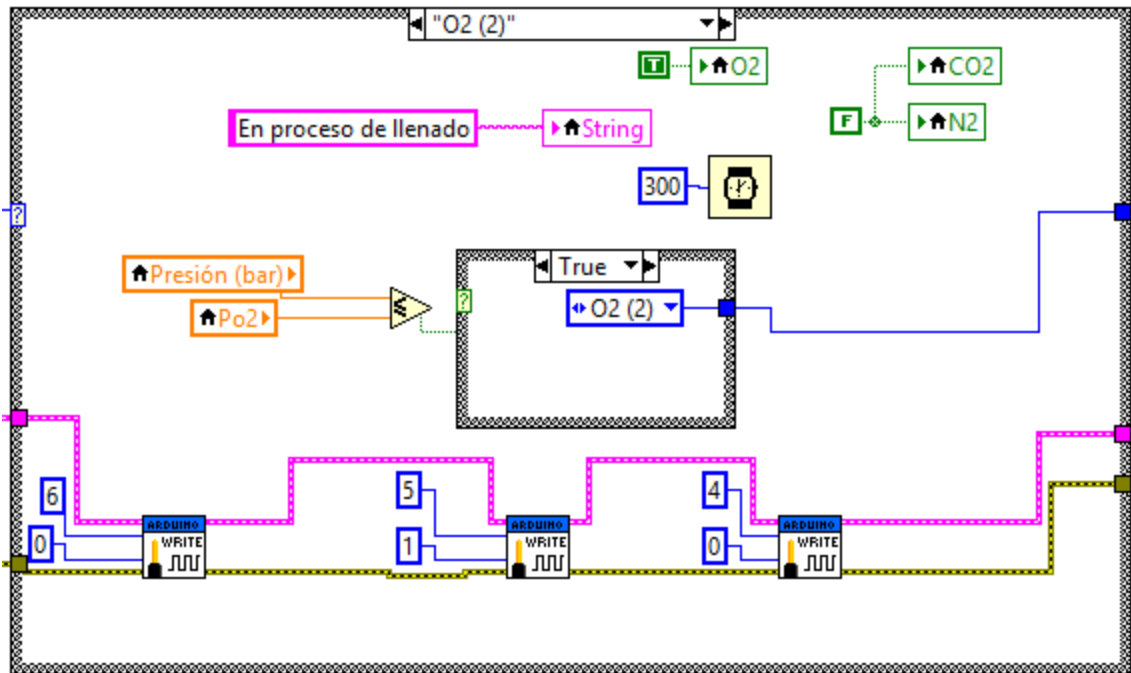 "O2 (2)"
T
O2
CO2
En proceso de llenado
String
F
N2
300
?
Presión (bar)
True
?
O2 (2)
Po2
6
5
4
0
1
0
ARDUINO
WRITE
ARDUINO
WRITE
ARDUINO
WRITE